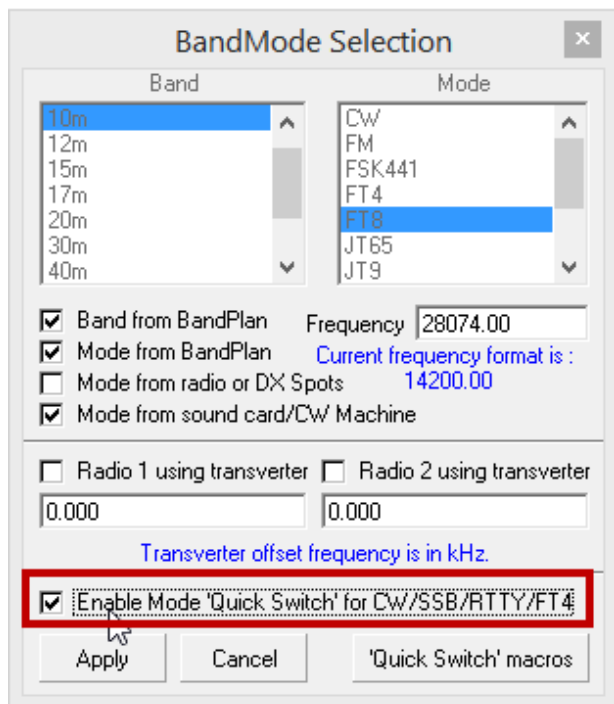 BandMode Selection
Band
Mode
10m
12m
15m
17m
20m
30m
40m
CW
FM
FSK441
FT4
FT8
JT65
JT9
Band from BandPlan
Frequency 28074.00
Mode from BandPlan
Current frequency format is :
Mode from radio or DX Spots
14200.00
Mode from sound card/CW Machine
Radio 1 using transverter
Radio 2 using transverter
0.000
0.000
Transverter offset frequency is in kHz.
Enable Mode 'Quick Switch' for CW/SSB/RTTY/FT4
Apply
Cancel
'Quick Switch' macros